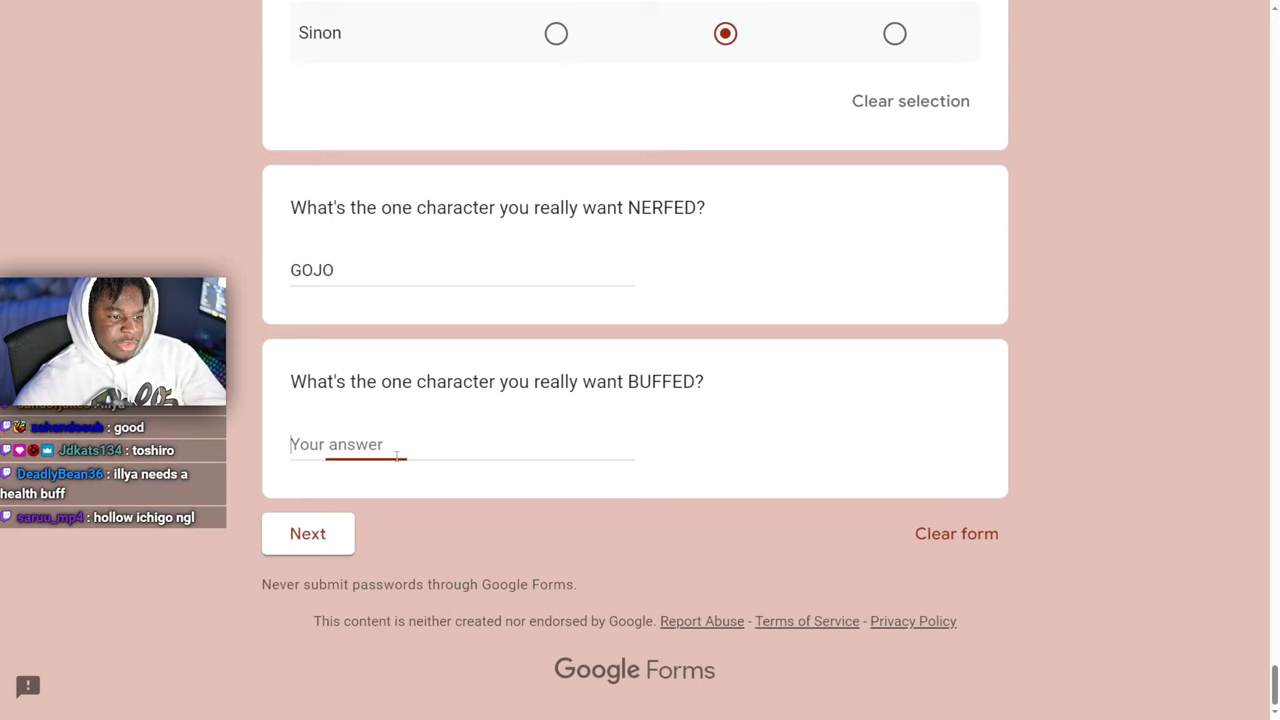 Sinon
Clear selection
What's the one character you really want NERFED?
GOJO
What's the one character you really want BUFFED?
Your answer
zahandsoub : good
Jdkats134 : toshiro
DeadlyBean36 : illya needs a
health buff
saruu_mp4 : hollow ichigo ngl
Next
Clear form
Never submit passwords through Google Forms.
This content is neither created nor endorsed by Google. Report Abuse - Terms of Service - Privacy Policy
Google Forms